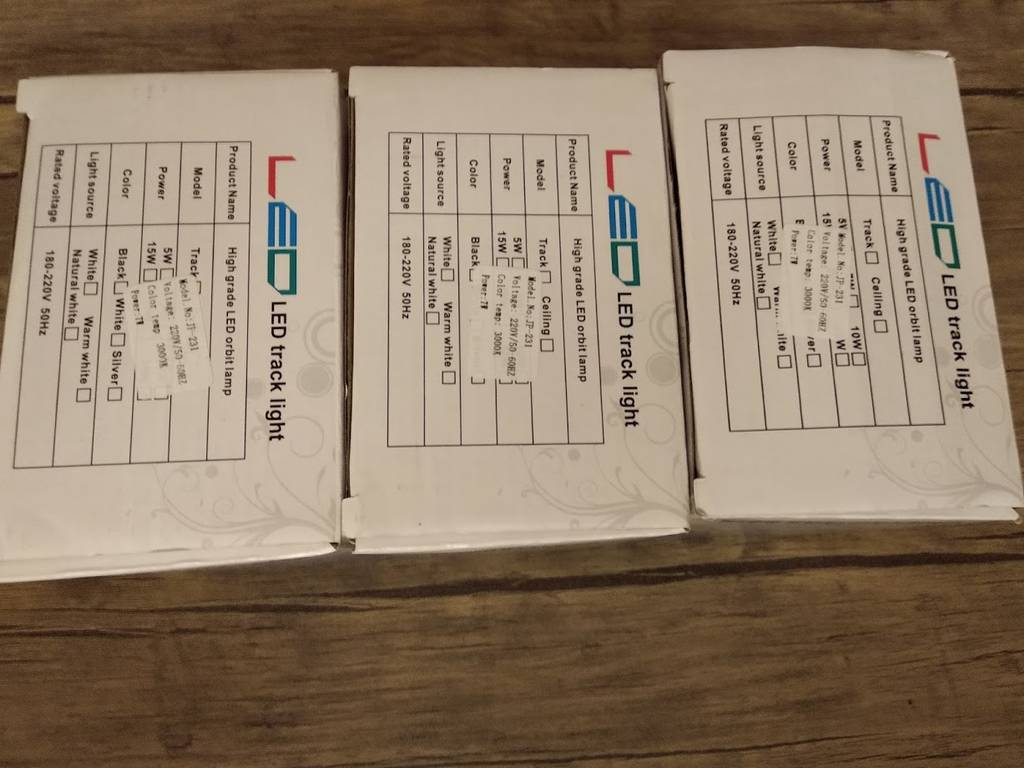 LED LED track light
Product Name High grade LED orbit lamp
Model Track
Power 5W
15W
Color Black White Silver
Light source White Warm white
Natural white
Rated voltage 180-220V 50Hz
Model No.:JP-231
Voltage: 220V/50-60HZ
Color temp: 3000K
Power:7W
LED LED track light
Product Name High grade LED orbit lamp
Model Track Ceiling
Power 5W
15W
Color Black
Light source White Warm white
Natural white
Rated voltage 180-220V 50Hz
Model No.:JP-231
Voltage: 220V/50-60HZ
Color temp: 3000K
Power:7W
LED LED track light
Product Name High grade LED orbit lamp
Model Track Ceiling
Power 10W
W
Color
Light source White
Natural white
Rated voltage 180-220V 50Hz
Model No.:JP-231
Voltage: 220V/50-60HZ
Color temp: 3000K
Power:7W